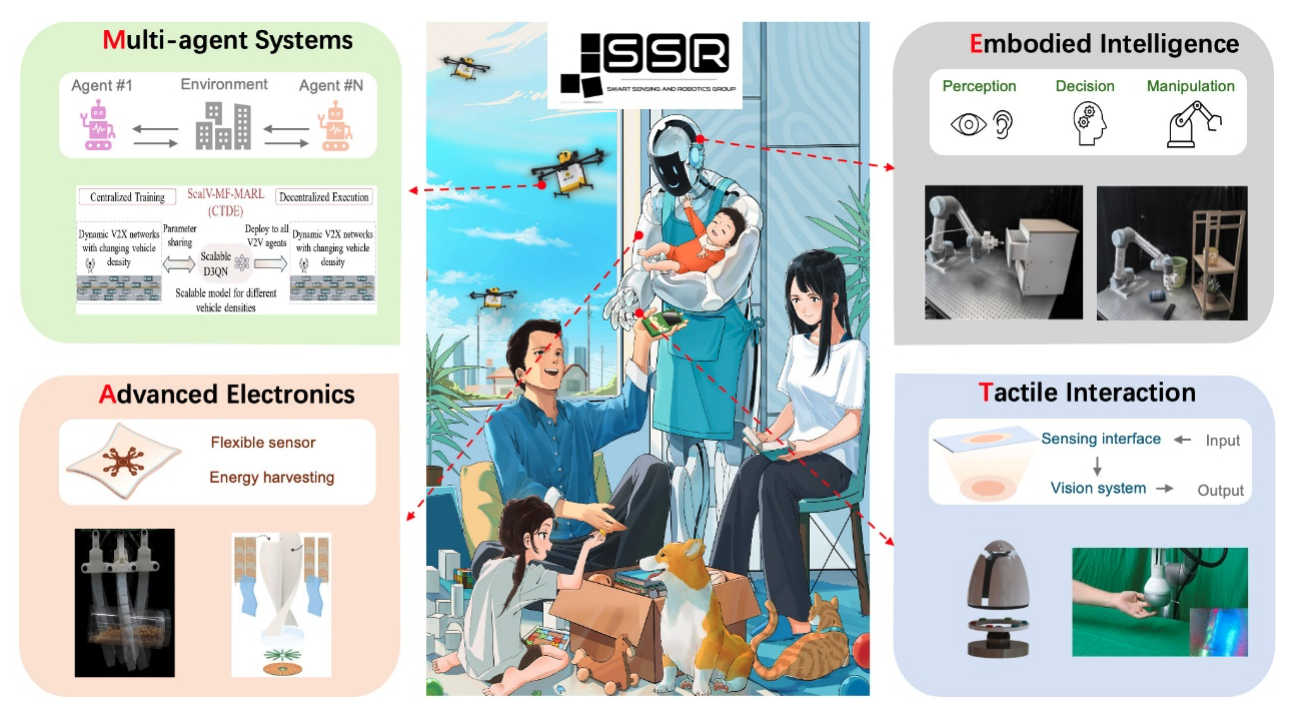 Multi-agent Systems
Agent #1
Environment
Agent #N
Centralized Training
ScalV-MF-MARL
(CTDE)
Decentralized Execution
Dynamic V2X networks
with changing vehicle
density
Parameter
sharing
Scalable
D3QN
Deploy to all
V2V agents
Dynamic V2X networks
with changing vehicle
density
Scalable model for different
vehicle densities
SSR
SMART SENSING AND ROBOTICS GROUP
Embodied Intelligence
Perception
Decision
Manipulation
Advanced Electronics
Flexible sensor
Energy harvesting
Tactile Interaction
Sensing interface
Input
Vision system
Output